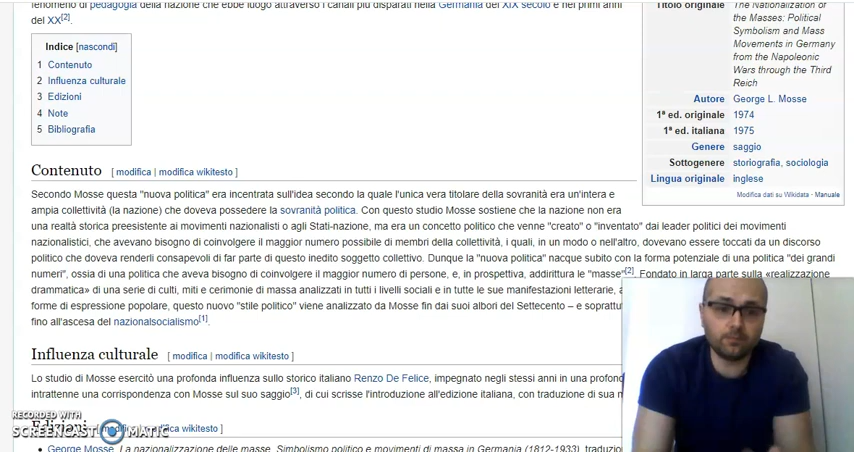 fenomeno di pedagogia della nazione che ebbe luogo attraverso i canali più disparati nella Germania del XIX secolo e nei primi anni
del XX[2].
Indice [nascondi]
1 Contenuto
2 Influenza culturale
3 Edizioni
4 Note
5 Bibliografia
Titolo originale The Nationalization of
the Masses: Political
Symbolism and Mass
Movements in Germany
from the Napoleonic
Wars through the Third
Reich
Autore George L. Mosse
1ª ed. originale 1974
1ª ed. italiana 1975
Genere saggio
Sottogenere storiografia, sociologia
Lingua originale inglese
Modifica dati su Wikidata · Manuale
Contenuto [ modifica | modifica wikitesto ]
Secondo Mosse questa "nuova politica" era incentrata sull'idea secondo la quale l'unica vera titolare della sovranità era un'intera e
ampia collettività (la nazione) che doveva possedere la sovranità politica. Con questo studio Mosse sostiene che la nazione non era
una realtà storica preesistente ai movimenti nazionalisti o agli Stati-nazione, ma era un concetto politico che venne "creato" o "inventato" dai leader politici dei movimenti
nazionalistici, che avevano bisogno di coinvolgere il maggior numero possibile di membri della collettività, i quali, in un modo o nell'altro, dovevano essere toccati da un discorso
politico che doveva renderli consapevoli di far parte di questo inedito soggetto collettivo. Dunque la "nuova politica" nacque subito con la forma potenziale di una politica "dei grandi
numeri", ossia di una politica che aveva bisogno di coinvolgere il maggior numero di persone, e, in prospettiva, addirittura le "masse"[2]. Fondato in larga parte sulla «realizzazione
drammatica» di una serie di culti, miti e cerimonie di massa analizzati in tutti i livelli sociali e in tutte le sue manifestazioni letterarie,
forme di espressione popolare, questo nuovo "stile politico" viene analizzato da Mosse fin dai suoi albori del Settecento – e
fino all'ascesa del nazionalsocialismo[1].
Influenza culturale [ modifica | modifica wikitesto ]
Lo studio di Mosse esercitò una profonda influenza sullo storico italiano Renzo De Felice, impegnato negli stessi anni in una
intrattenne una corrispondenza con Mosse sul suo saggio[3], di cui scrisse l'introduzione all'edizione italiana, con traduzione di sua
RECORDED WITH
SCREENCAST MATIC
Edizioni [ modifica | modifica wikitesto ]
George Mosse, La nazionalizzazione delle masse. Simbolismo politico e movimenti di massa in Germania (1812-1933),